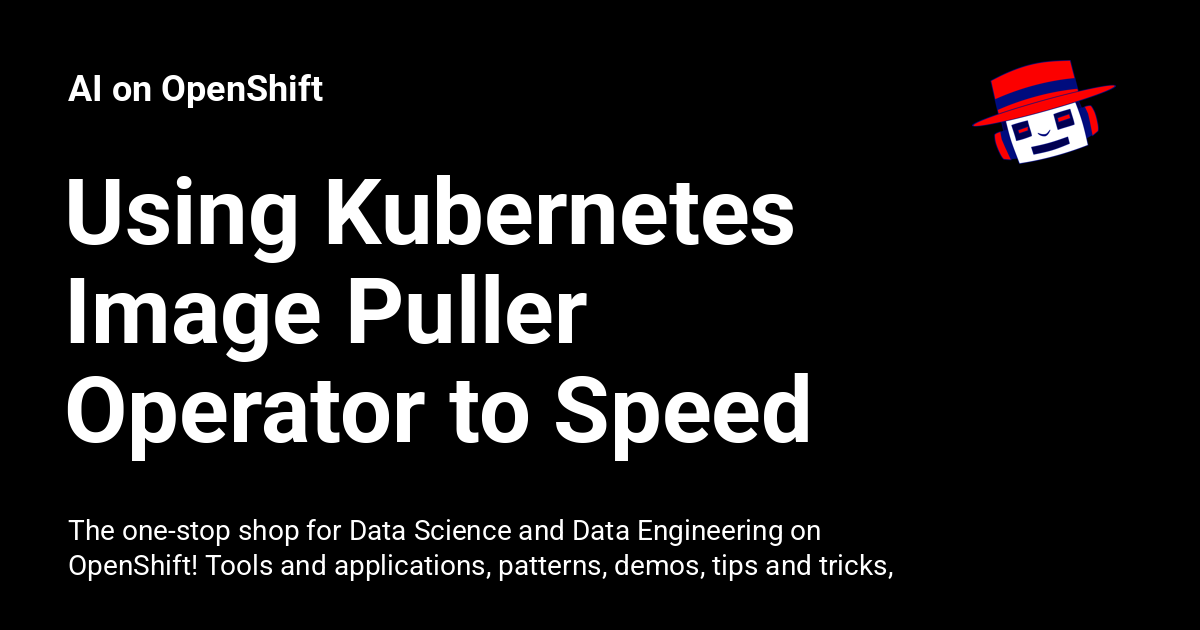 AI on OpenShift
Using Kubernetes
Image Puller
Operator to Speed
The one-stop shop for Data Science and Data Engineering on
OpenShift! Tools and applications, patterns, demos, tips and tricks,